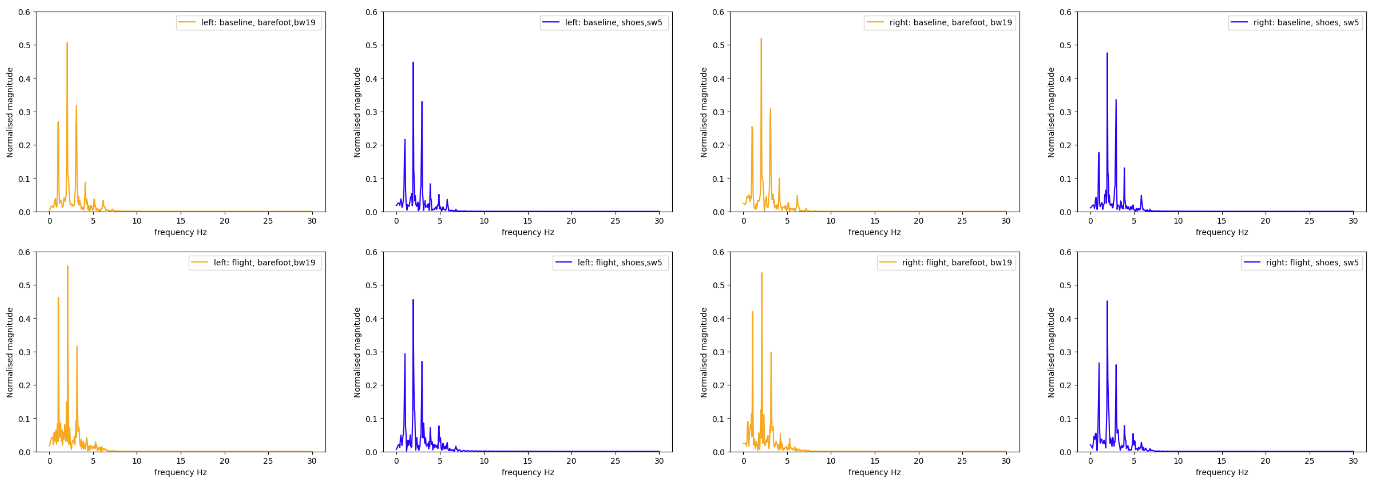 left: baseline, barefoot,bw19
left: baseline, shoes,sw5
right: baseline, barefoot, bw19
right: baseline, shoes, sw5
Normalised magnitude
0.6
0.5
0.4
0.3
0.2
0.1
0.0
0 5 10 15 20 25 30
frequency Hz
Normalised magnitude
0.6
0.5
0.4
0.3
0.2
0.1
0.0
0 5 10 15 20 25 30
frequency Hz
Normalised magnitude
0.6
0.5
0.4
0.3
0.2
0.1
0.0
0 5 10 15 20 25 30
frequency Hz
Normalised magnitude
0.6
0.5
0.4
0.3
0.2
0.1
0.0
0 5 10 15 20 25 30
frequency Hz
left: flight, barefoot,bw19
left: flight, shoes,sw5
right: flight, barefoot, bw19
right: flight, shoes, sw5
Normalised magnitude
0.6
0.5
0.4
0.3
0.2
0.1
0.0
0 5 10 15 20 25 30
frequency Hz
Normalised magnitude
0.6
0.5
0.4
0.3
0.2
0.1
0.0
0 5 10 15 20 25 30
frequency Hz
Normalised magnitude
0.6
0.5
0.4
0.3
0.2
0.1
0.0
0 5 10 15 20 25 30
frequency Hz
Normalised magnitude
0.6
0.5
0.4
0.3
0.2
0.1
0.0
0 5 10 15 20 25 30
frequency Hz